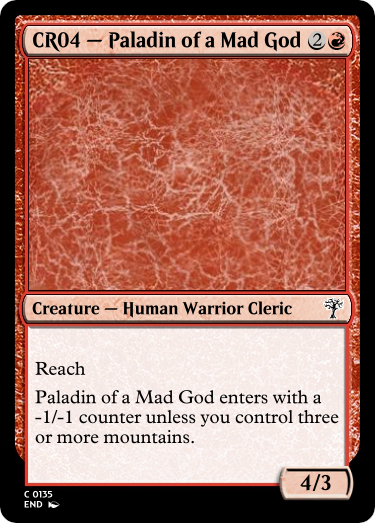 CR04 — Paladin of a Mad God 2
Creature — Human Warrior Cleric
Reach
Paladin of a Mad God enters with a
-1/-1 counter unless you control three
or more mountains.
4/3
C 0135
END